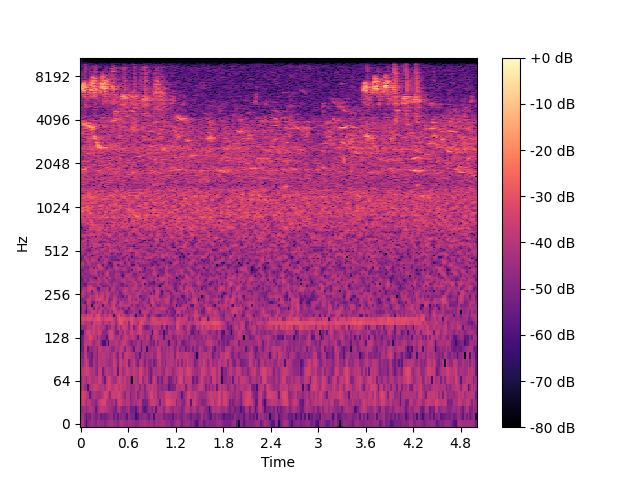 8192
4096
2048
1024
512
256
128
64
0
Hz
0 0.6 1.2 1.8 2.4 3 3.6 4.2 4.8
Time
+0 dB
-10 dB
-20 dB
-30 dB
-40 dB
-50 dB
-60 dB
-70 dB
-80 dB